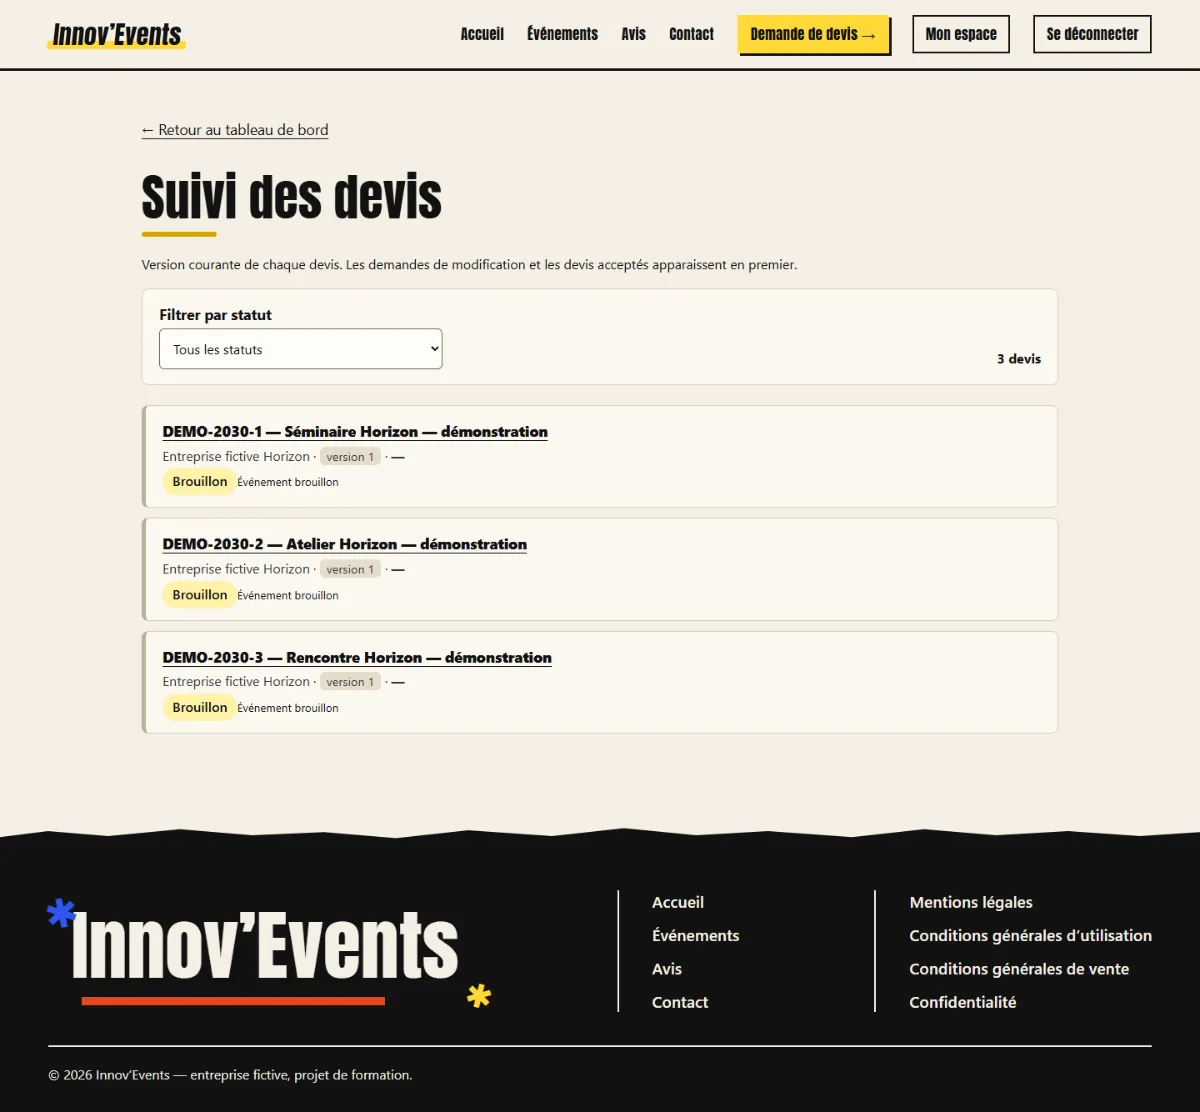 Innov’Events
Accueil Événements Avis Contact Demande de devis → Mon espace Se déconnecter
← Retour au tableau de bord
Suivi des devis
Version courante de chaque devis. Les demandes de modification et les devis acceptés apparaissent en premier.
Filtrer par statut
Tous les statuts
3 devis
DEMO-2030-1 — Séminaire Horizon — démonstration
Entreprise fictive Horizon · version 1 · —
Brouillon Événement brouillon
DEMO-2030-2 — Atelier Horizon — démonstration
Entreprise fictive Horizon · version 1 · —
Brouillon Événement brouillon
DEMO-2030-3 — Rencontre Horizon — démonstration
Entreprise fictive Horizon · version 1 · —
Brouillon Événement brouillon
Innov’Events
Accueil
Événements
Avis
Contact
Mentions légales
Conditions générales d’utilisation
Conditions générales de vente
Confidentialité
© 2026 Innov’Events — entreprise fictive, projet de formation.